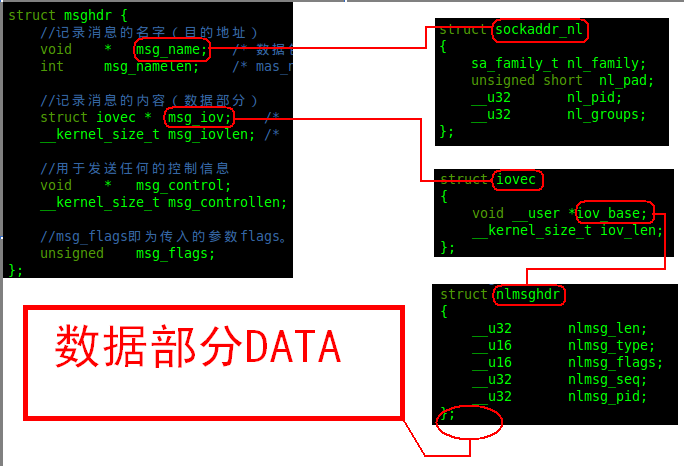 struct msghdr {
//记录消息的名字（目的地址）
void * msg_name; /* 数据
int msg_namelen; /* mas_n
//记录消息的内容（数据部分）
struct iovec * msg_iov; /*
__kernel_size_t msg_iovlen; /*
//用于发送任何的控制信息
void * msg_control;
__kernel_size_t msg_controllen;
//msg_flags即为传入的参数flags。
unsigned msg_flags;
};
struct sockaddr_nl
{
sa_family_t nl_family;
unsigned short nl_pad;
__u32 nl_pid;
__u32 nl_groups;
};
struct iovec
{
void __user *iov_base;
__kernel_size_t iov_len;
};
struct nlmsghdr
{
__u32 nlmsg_len;
__u16 nlmsg_type;
__u16 nlmsg_flags;
__u32 nlmsg_seq;
__u32 nlmsg_pid;
};
数据部分DATA